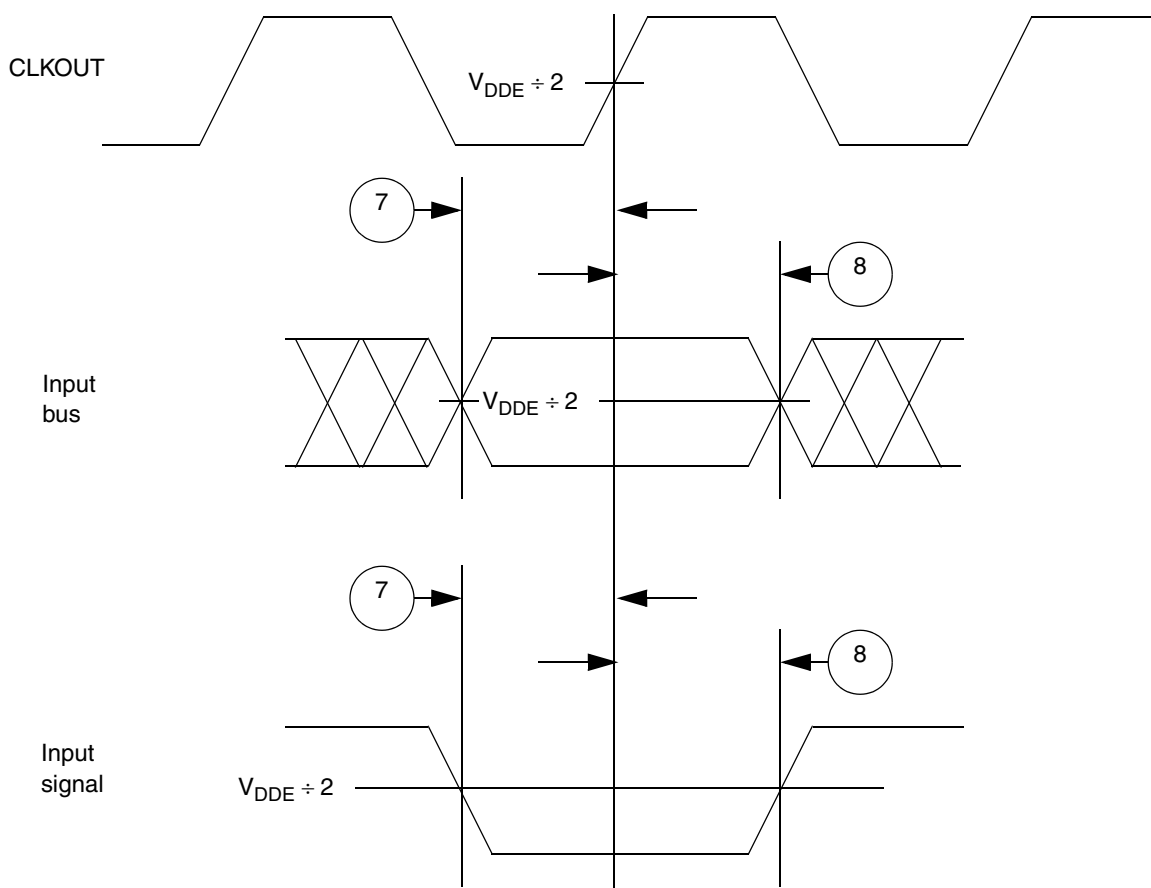 CLKOUT
V_DDE ÷ 2
7
8
Input
bus
V_DDE ÷ 2
7
8
Input
signal
V_DDE ÷ 2